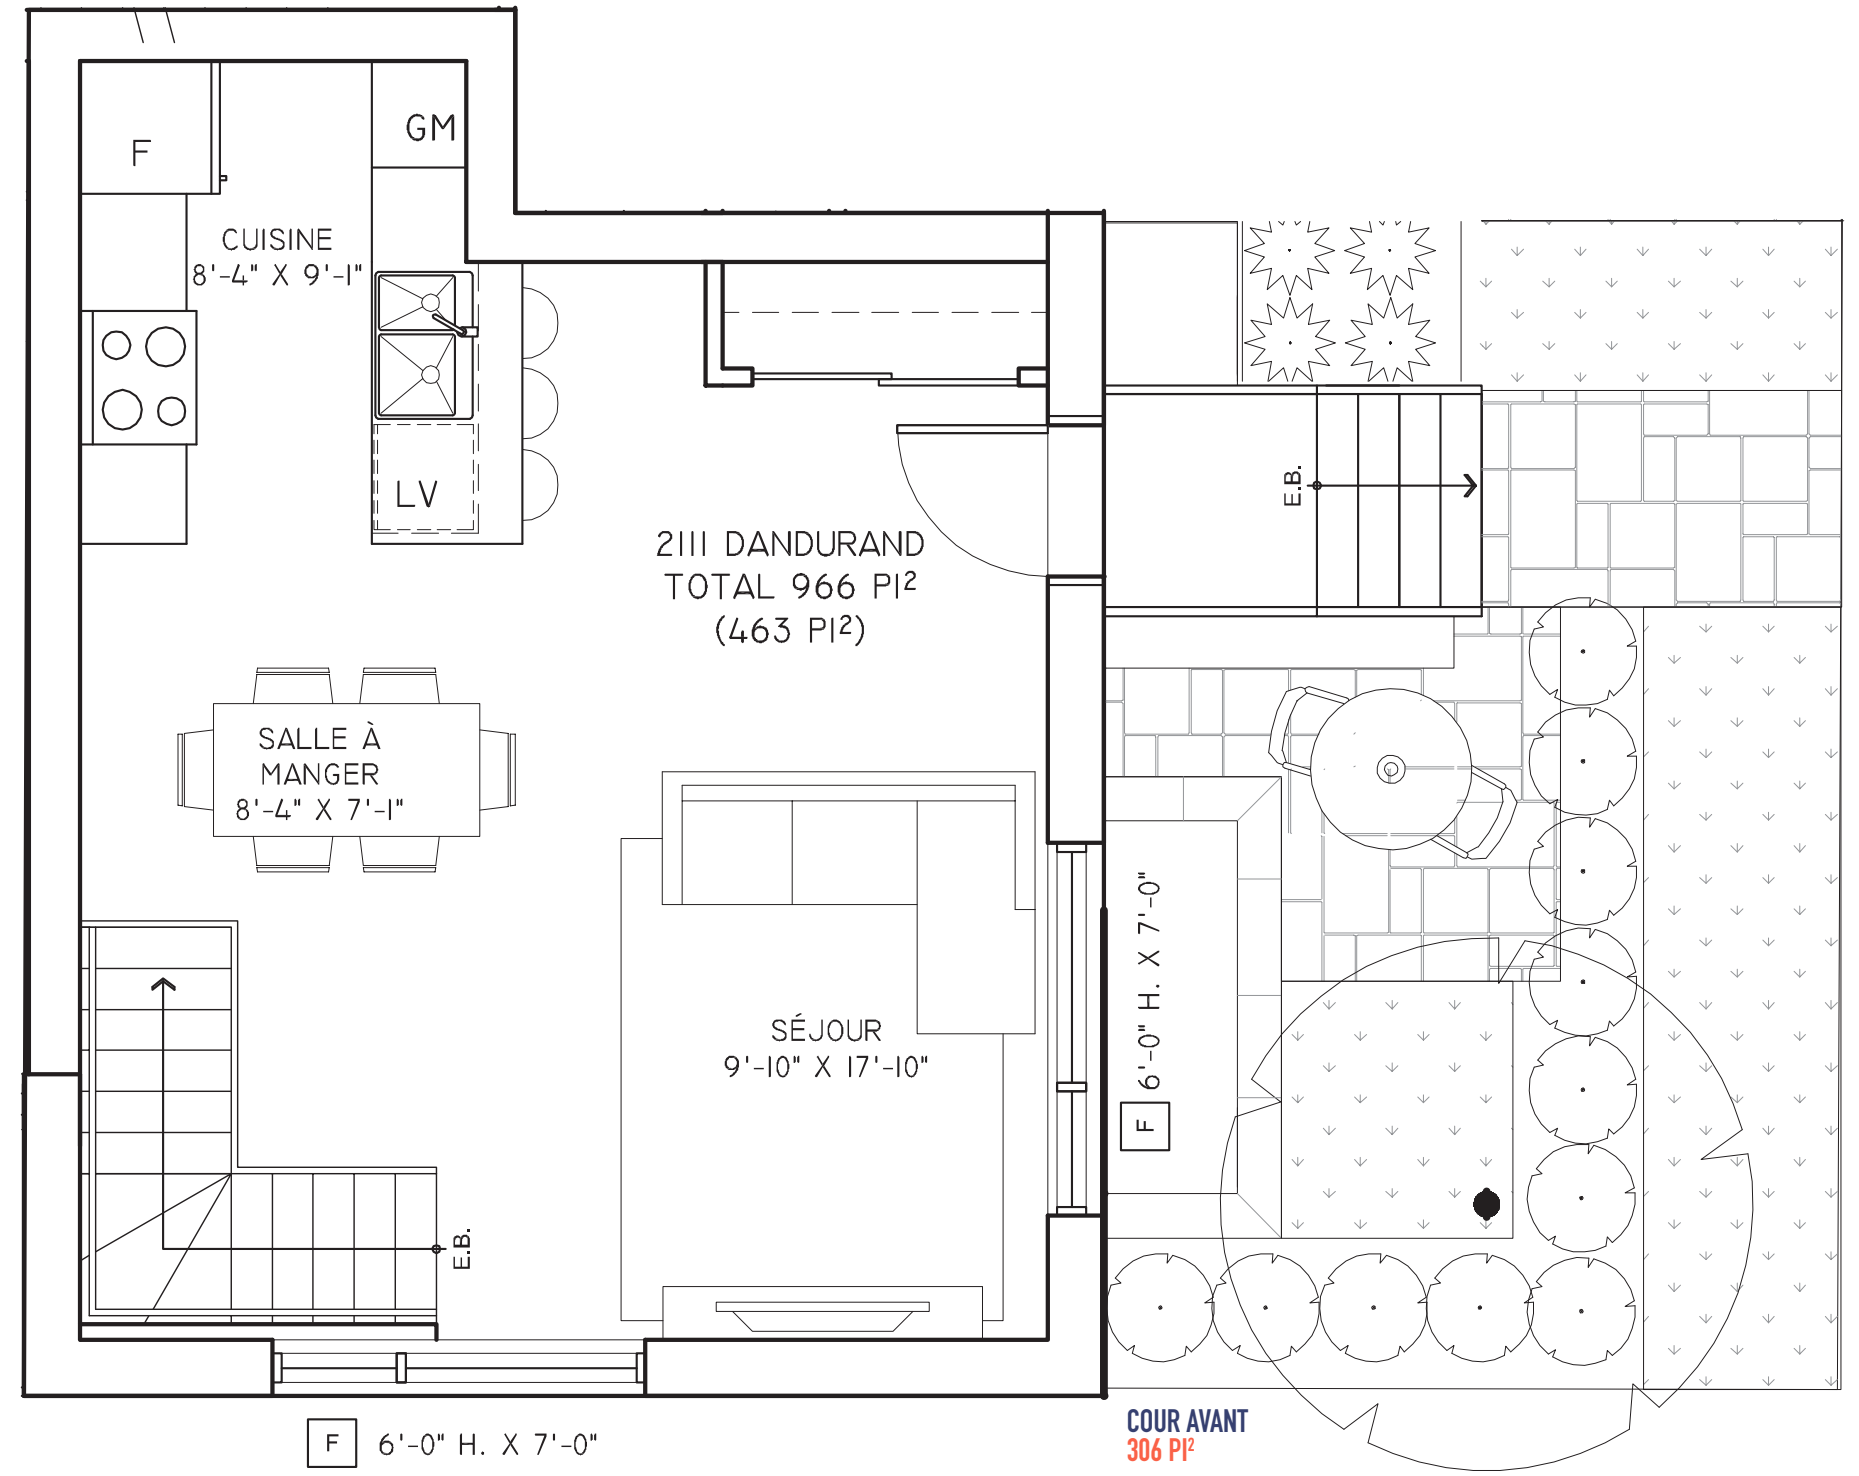 F
GM
CUISINE
8'-4" X 9'-1"
LV
E.B.
2111 DANDURAND
TOTAL 966 PI²
(463 PI²)
SALLE À
MANGER
8'-4" X 7'-1"
SÉJOUR
9'-10" X 17'-10"
F 6'-0" H. X 7'-0"
E.B.
F 6'-0" H. X 7'-0"
COUR AVANT
306 PI²